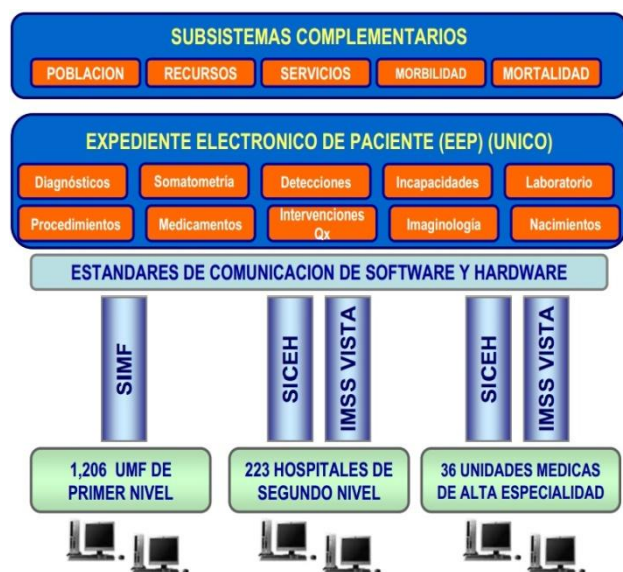 SUBSISTEMAS COMPLEMENTARIOS
POBLACION
RECURSOS
SERVICIOS
MORBILIDAD
MORTALIDAD
EXPEDIENTE ELECTRONICO DE PACIENTE (EEP) (UNICO)
Diagnósticos
Somatometría
Detecciones
Incapacidades
Laboratorio
Procedimientos
Medicamentos
Intervenciones
Qx
Imaginología
Nacimientos
ESTANDARES DE COMUNICACION DE SOFTWARE Y HARDWARE
SIMF
SICEH
IMSS VISTA
SICEH
IMSS VISTA
1,206 UMF DE
PRIMER NIVEL
223 HOSPITALES DE
SEGUNDO NIVEL
36 UNIDADES MEDICAS
DE ALTA ESPECIALIDAD